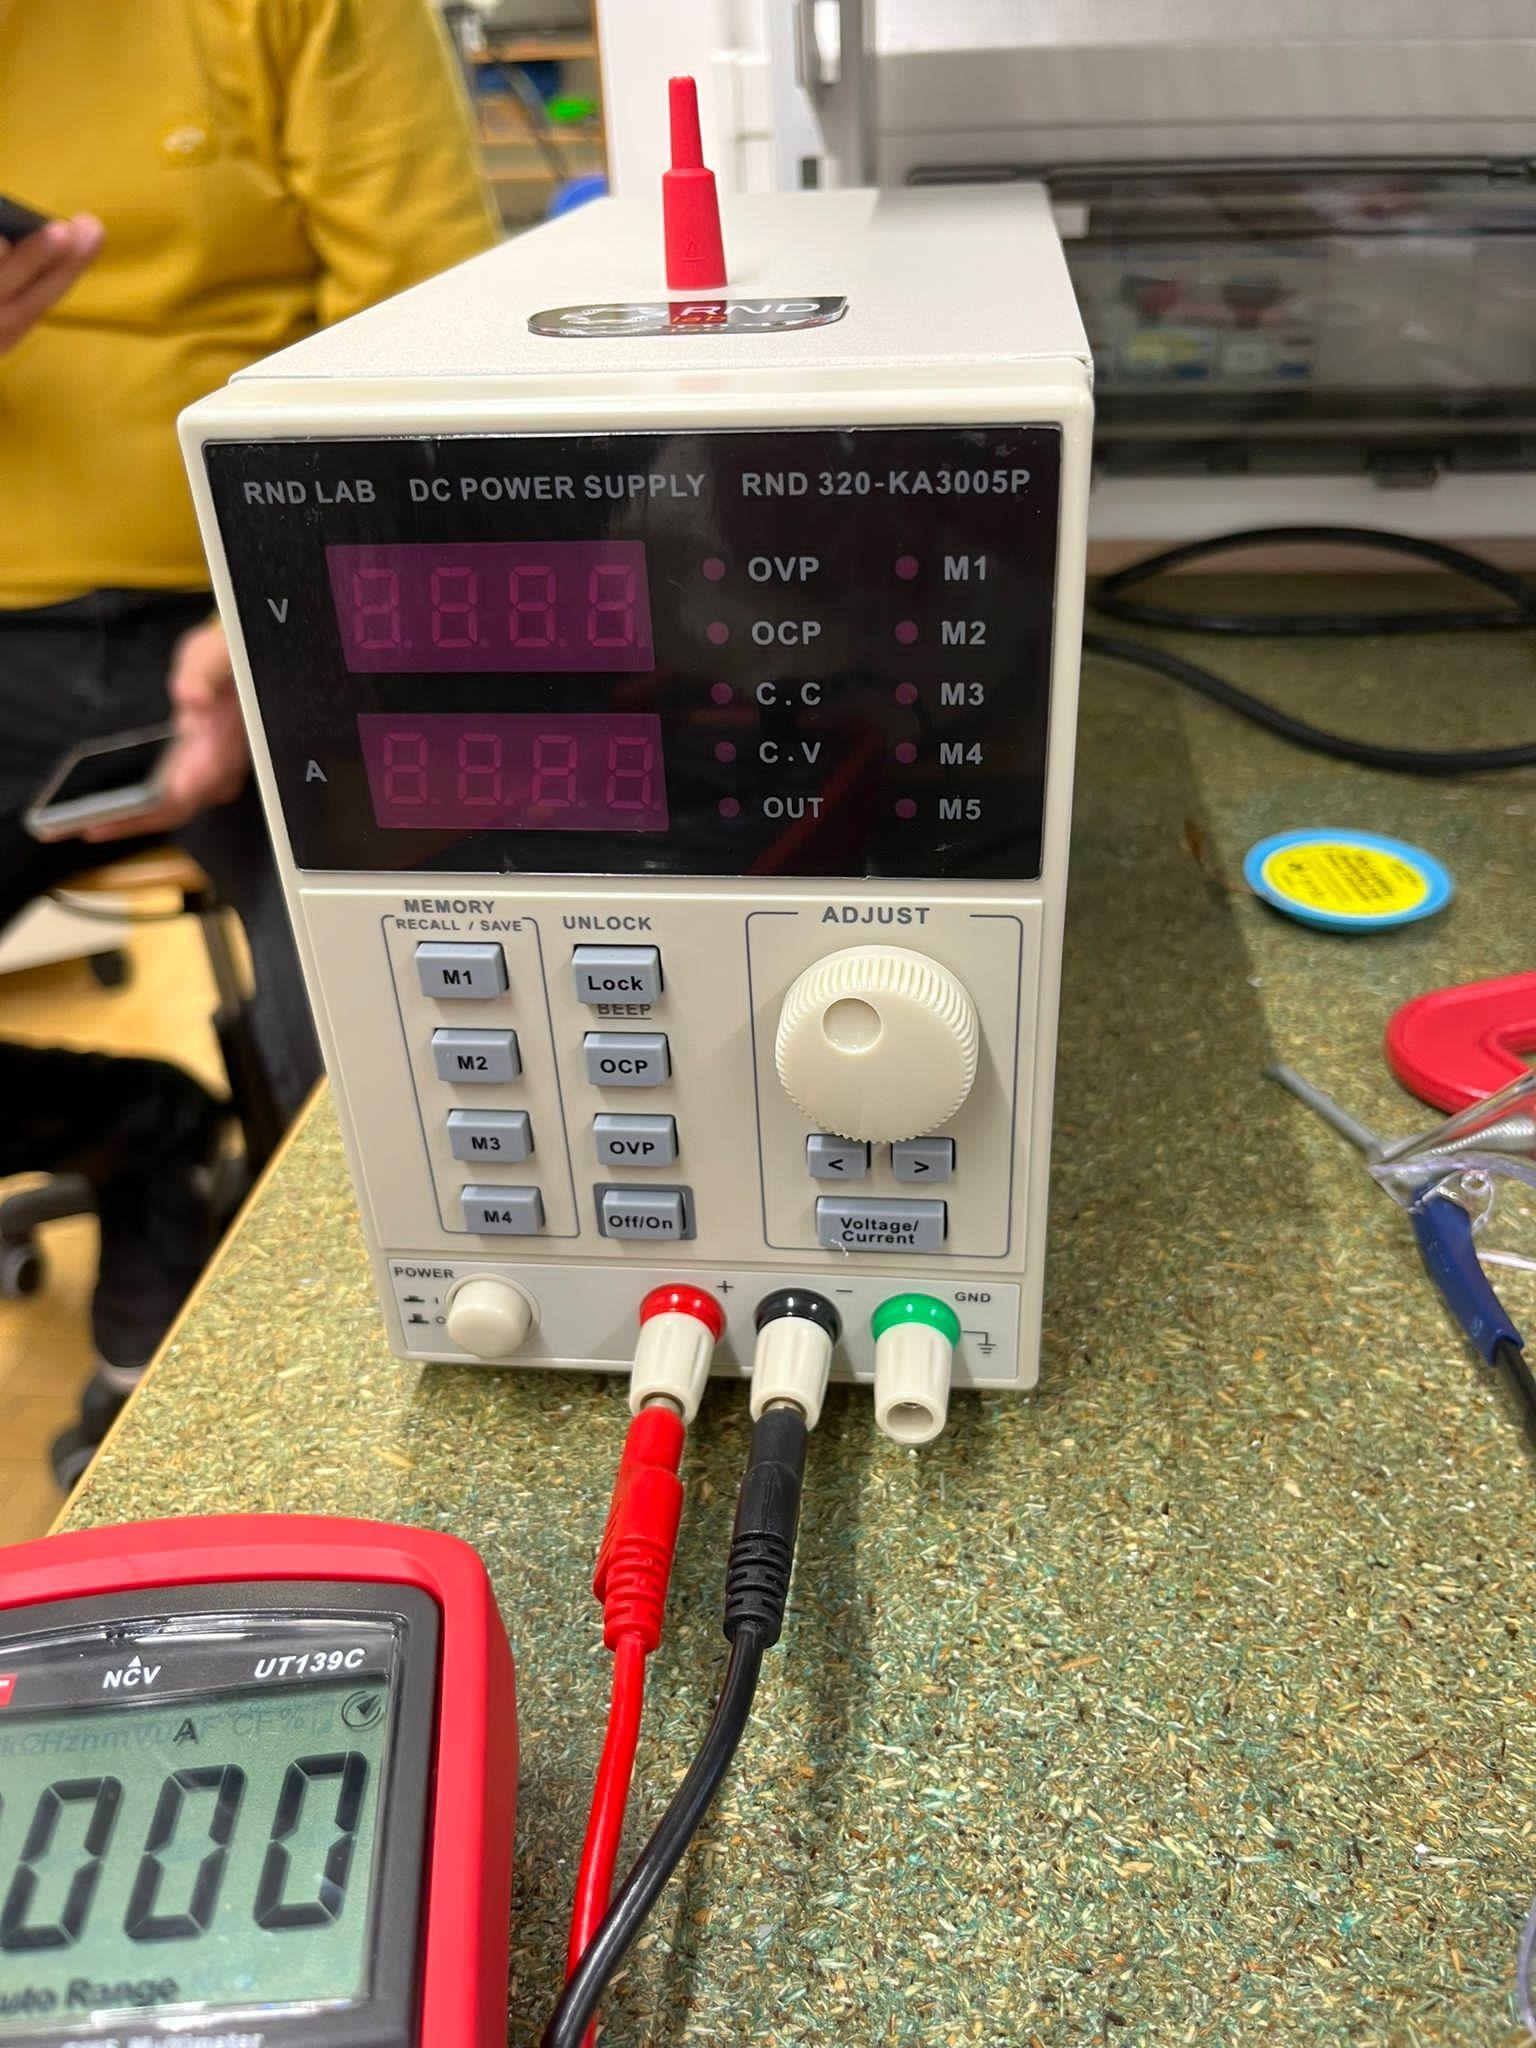 RND
lab
RND LAB DC POWER SUPPLY RND 320-KA3005P
V
A
OVP M1
OCP M2
C.C M3
C.V M4
OUT M5
MEMORY
RECALL / SAVE
UNLOCK
ADJUST
M1
Lock
BEEP
M2
OCP
M3
OVP
< >
M4
Off/On
Voltage/
Current
POWER
I
O
+
−
GND
NCV
UT139C
A
000
Auto Range